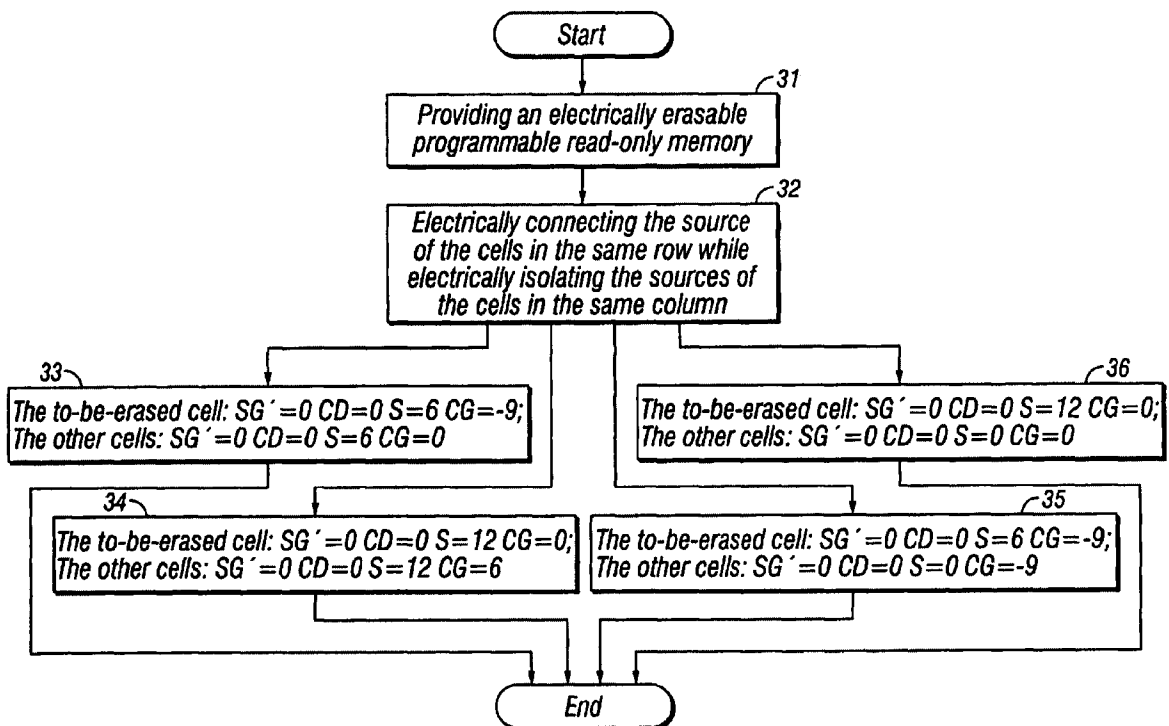 Start
31
Providing an electrically erasable
programmable read-only memory
32
Electrically connecting the source
of the cells in the same row while
electrically isolating the sources of
the cells in the same column
33
The to-be-erased cell: SG´=0 CD=0 S=6 CG=-9;
The other cells: SG´=0 CD=0 S=6 CG=0
36
The to-be-erased cell: SG´=0 CD=0 S=12 CG=0;
The other cells: SG´=0 CD=0 S=0 CG=0
34
The to-be-erased cell: SG´=0 CD=0 S=12 CG=0;
The other cells: SG´=0 CD=0 S=12 CG=6
35
The to-be-erased cell: SG´=0 CD=0 S=6 CG=-9;
The other cells: SG´=0 CD=0 S=0 CG=-9
End